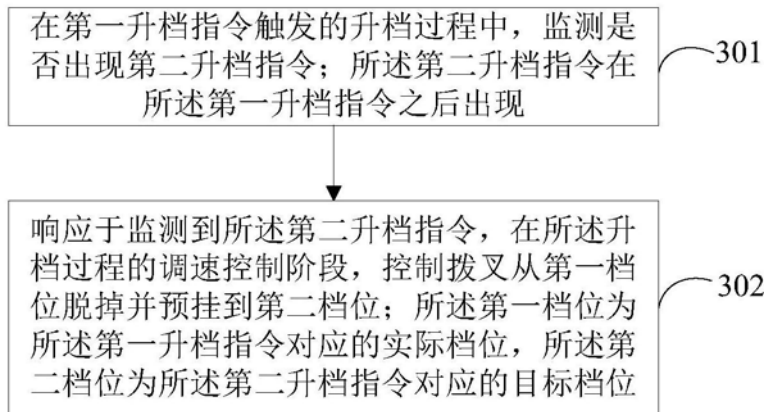 在第一升档指令触发的升档过程中，监测是
否出现第二升档指令；所述第二升档指令在
所述第一升档指令之后出现
301
响应于监测到所述第二升档指令，在所述升
档过程的调速控制阶段，控制拨叉从第一档
位脱掉并预挂到第二档位；所述第一档位为
所述第一升档指令对应的实际档位，所述第
二档位为所述第二升档指令对应的目标档位
302